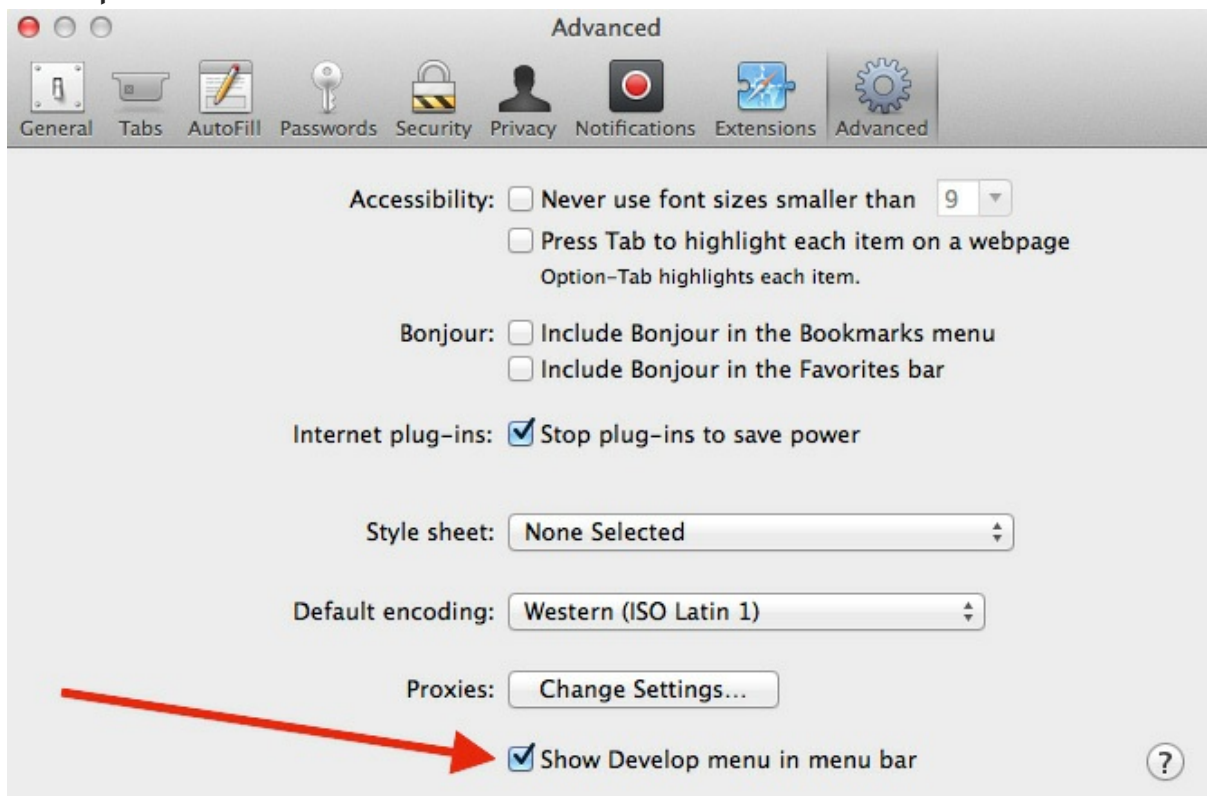 Advanced
General Tabs AutoFill Passwords Security Privacy Notifications Extensions Advanced
Accessibility: Never use font sizes smaller than 9
Press Tab to highlight each item on a webpage
Option-Tab highlights each item.
Bonjour: Include Bonjour in the Bookmarks menu
Include Bonjour in the Favorites bar
Internet plug-ins: Stop plug-ins to save power
Style sheet: None Selected
Default encoding: Western (ISO Latin 1)
Proxies: Change Settings...
Show Develop menu in menu bar ?